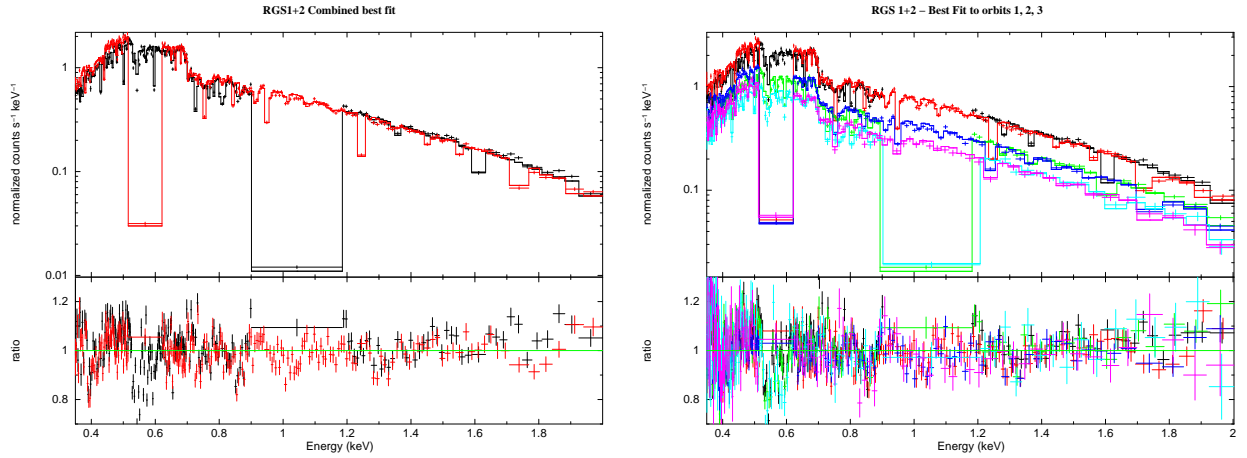 RGS1+2 Combined best fit
normalized counts s⁻¹ keV⁻¹
1
0.1
0.01
ratio
1.2
1
0.8
0.4 0.6 0.8 1 1.2 1.4 1.6 1.8
Energy (keV)
RGS 1+2 – Best Fit to orbits 1, 2, 3
normalized counts s⁻¹ keV⁻¹
1.0
0.1
ratio
1.2
1
0.8
0.4 0.6 0.8 1 1.2 1.4 1.6 1.8 2
Energy (keV)